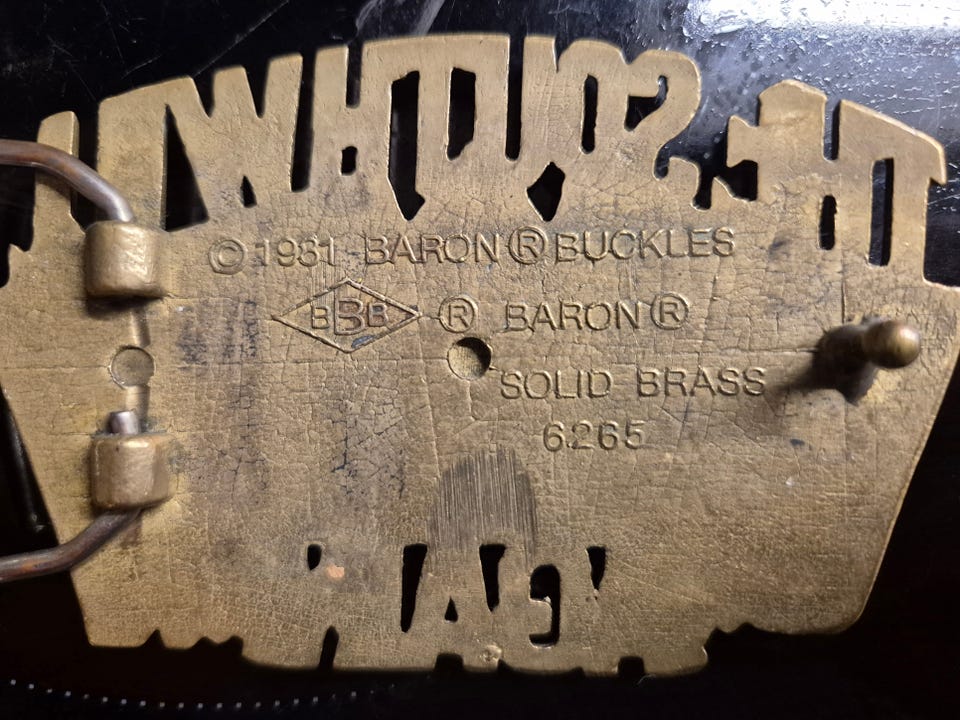 © 1981 BARON ® BUCKLES
BBB ® BARON ®
SOLID BRASS
6265